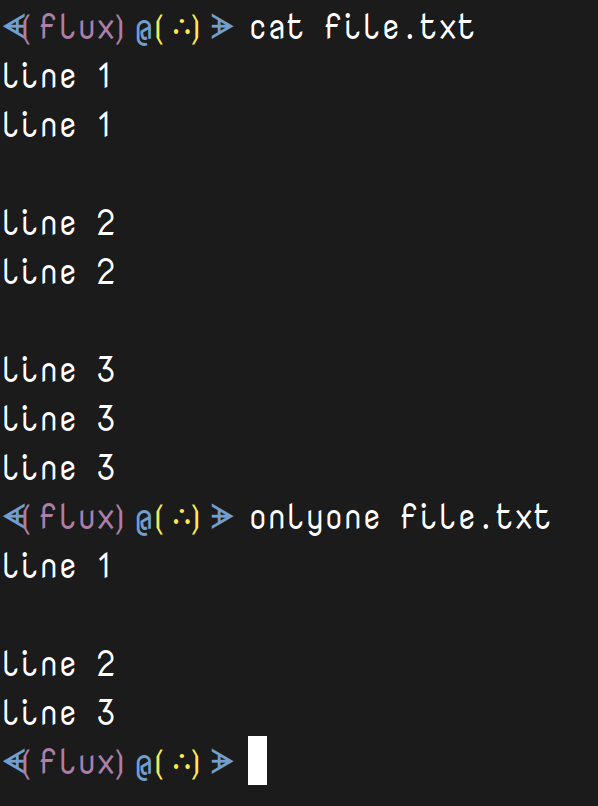 ⋞( flux) @( ∴) ⋟ cat file.txt
line 1
line 1

line 2
line 2

line 3
line 3
line 3
⋞( flux) @( ∴) ⋟ onlyone file.txt
line 1

line 2
line 3
⋞( flux) @( ∴) ⋟